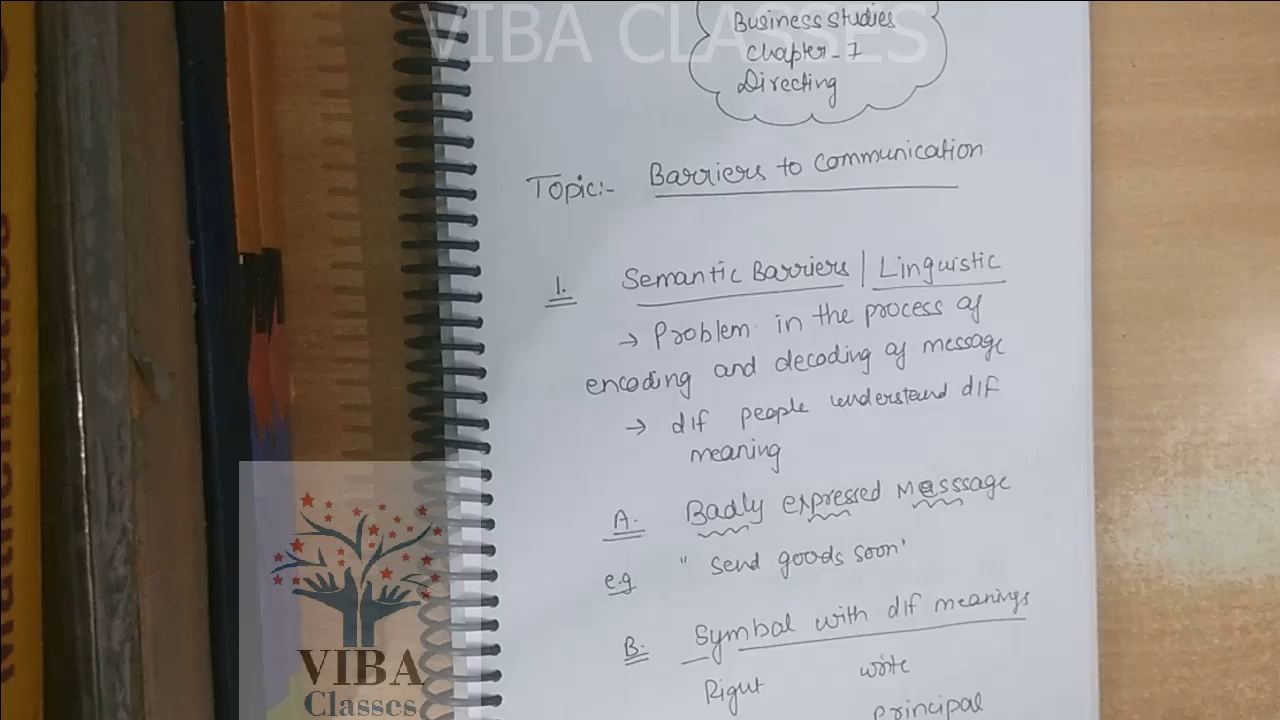 VIBA CLASSES
Business Studies
Chapter-7
Directing
Topic:- Barriers to Communication
1. Semantic Barriers | Linguistic
→ Problem in the process of
encoding and decoding of message
→ dif people understand dif
meaning
A. Badly expressed Messsage
e.g " Send goods soon'
B. Symbal with dif meanings
Right write
principal
VIBA
Classes